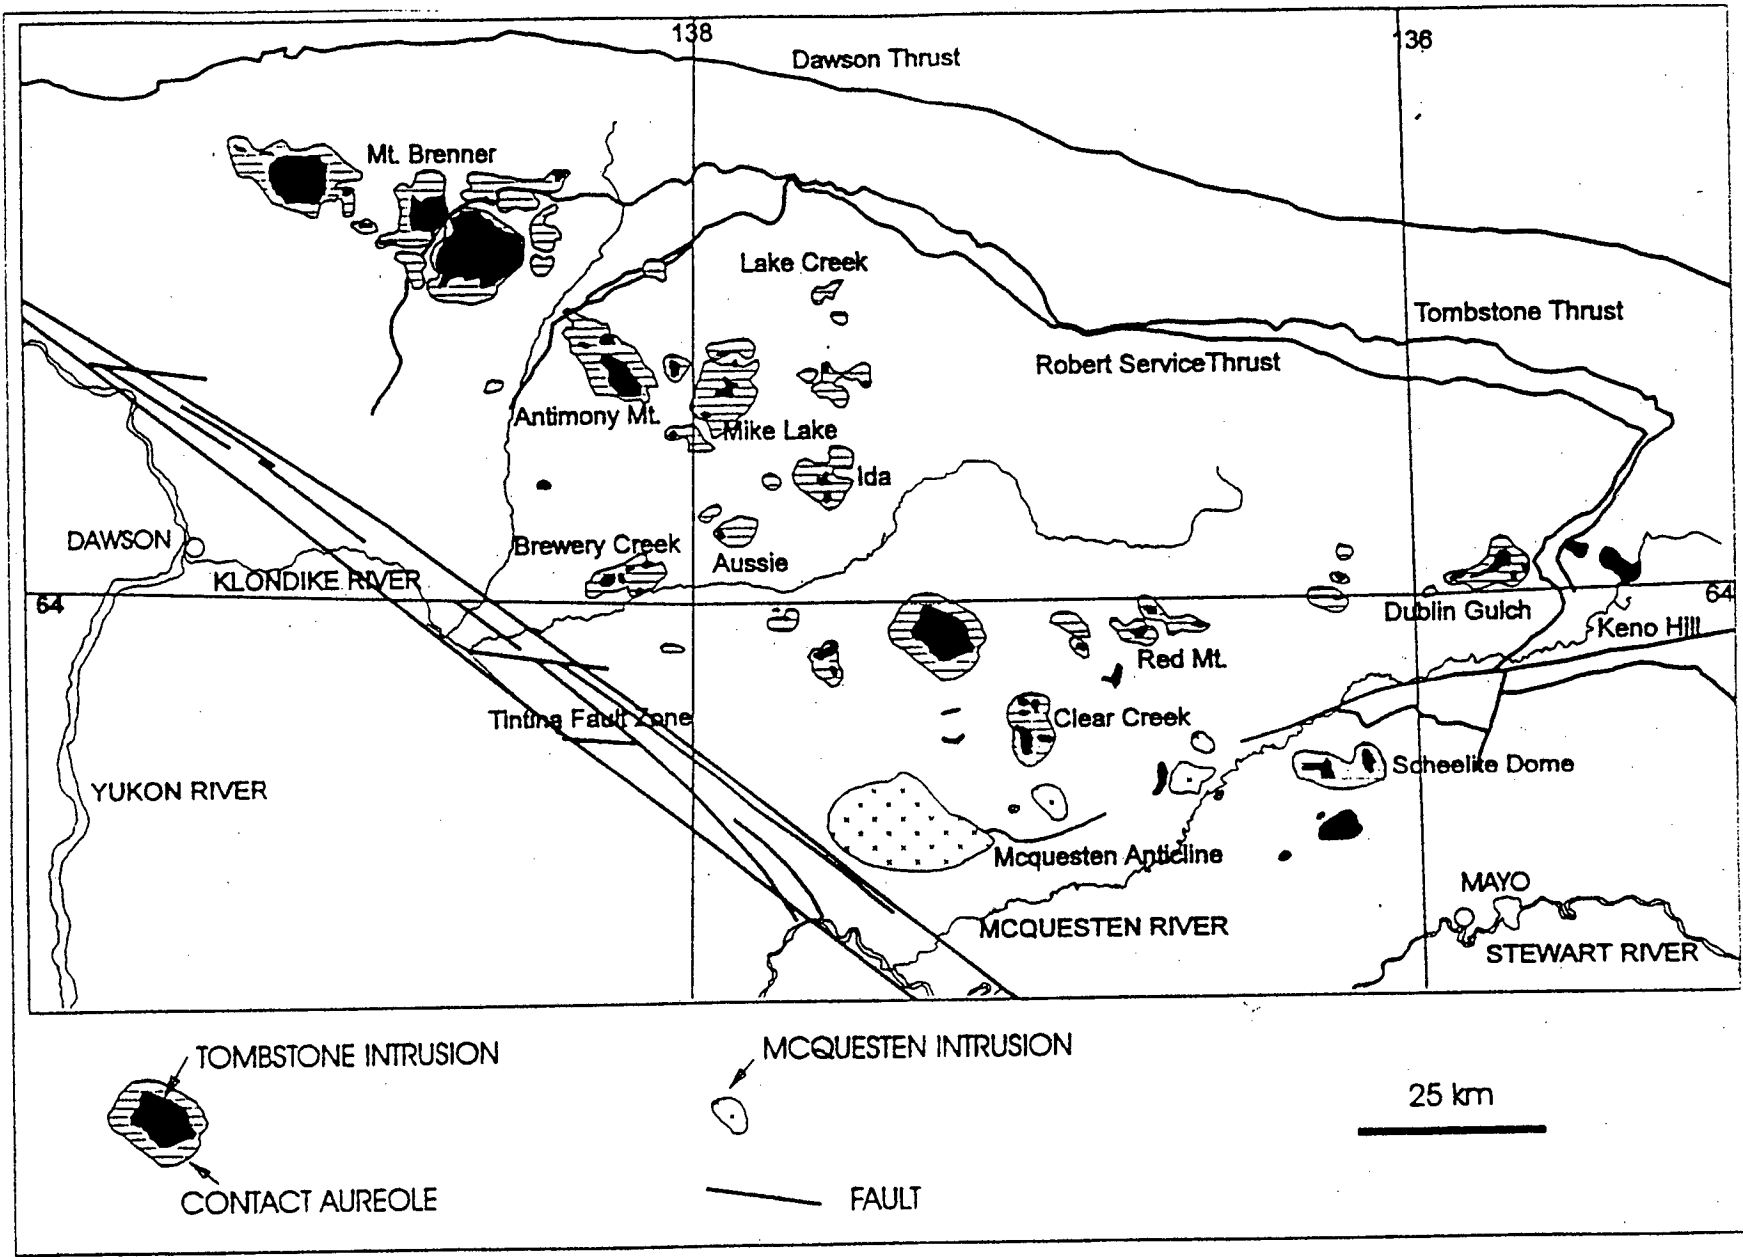 138
136
Dawson Thrust
Mt. Brenner
Lake Creek
Tombstone Thrust
Robert Service Thrust
Antimony Mt.
Mike Lake
Ida
DAWSON
Brewery Creek
Aussie
KLONDIKE RIVER
64
64
Dublin Gulch
Keno Hill
Red Mt.
Tintina Fault Zone
Clear Creek
Scheelite Dome
YUKON RIVER
Mcquesten Anticline
MAYO
MCQUESTEN RIVER
STEWART RIVER
TOMBSTONE INTRUSION
MCQUESTEN INTRUSION
25 km
CONTACT AUREOLE
FAULT